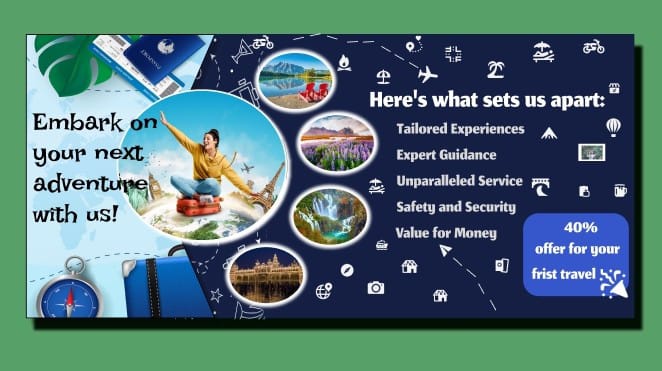 PASSPORT
Embark on
your next
adventure
with us!
Here's what sets us apart:
Tailored Experiences
Expert Guidance
Unparalleled Service
Safety and Security
Value for Money
40%
offer for your
frist travel